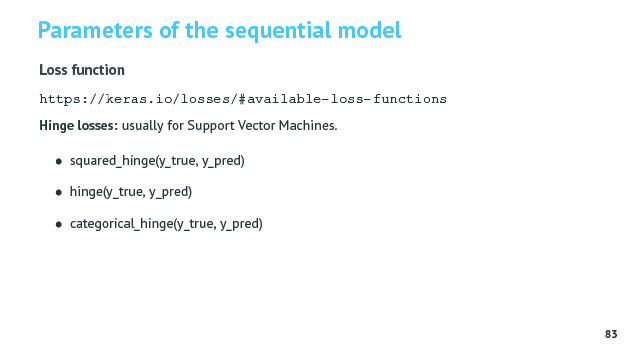 Parameters of the sequential model
Loss function
https://keras.io/losses/#available-loss-functions
Hinge losses: usually for Support Vector Machines.
● squared_hinge(y_true, y_pred)
● hinge(y_true, y_pred)
● categorical_hinge(y_true, y_pred)
83